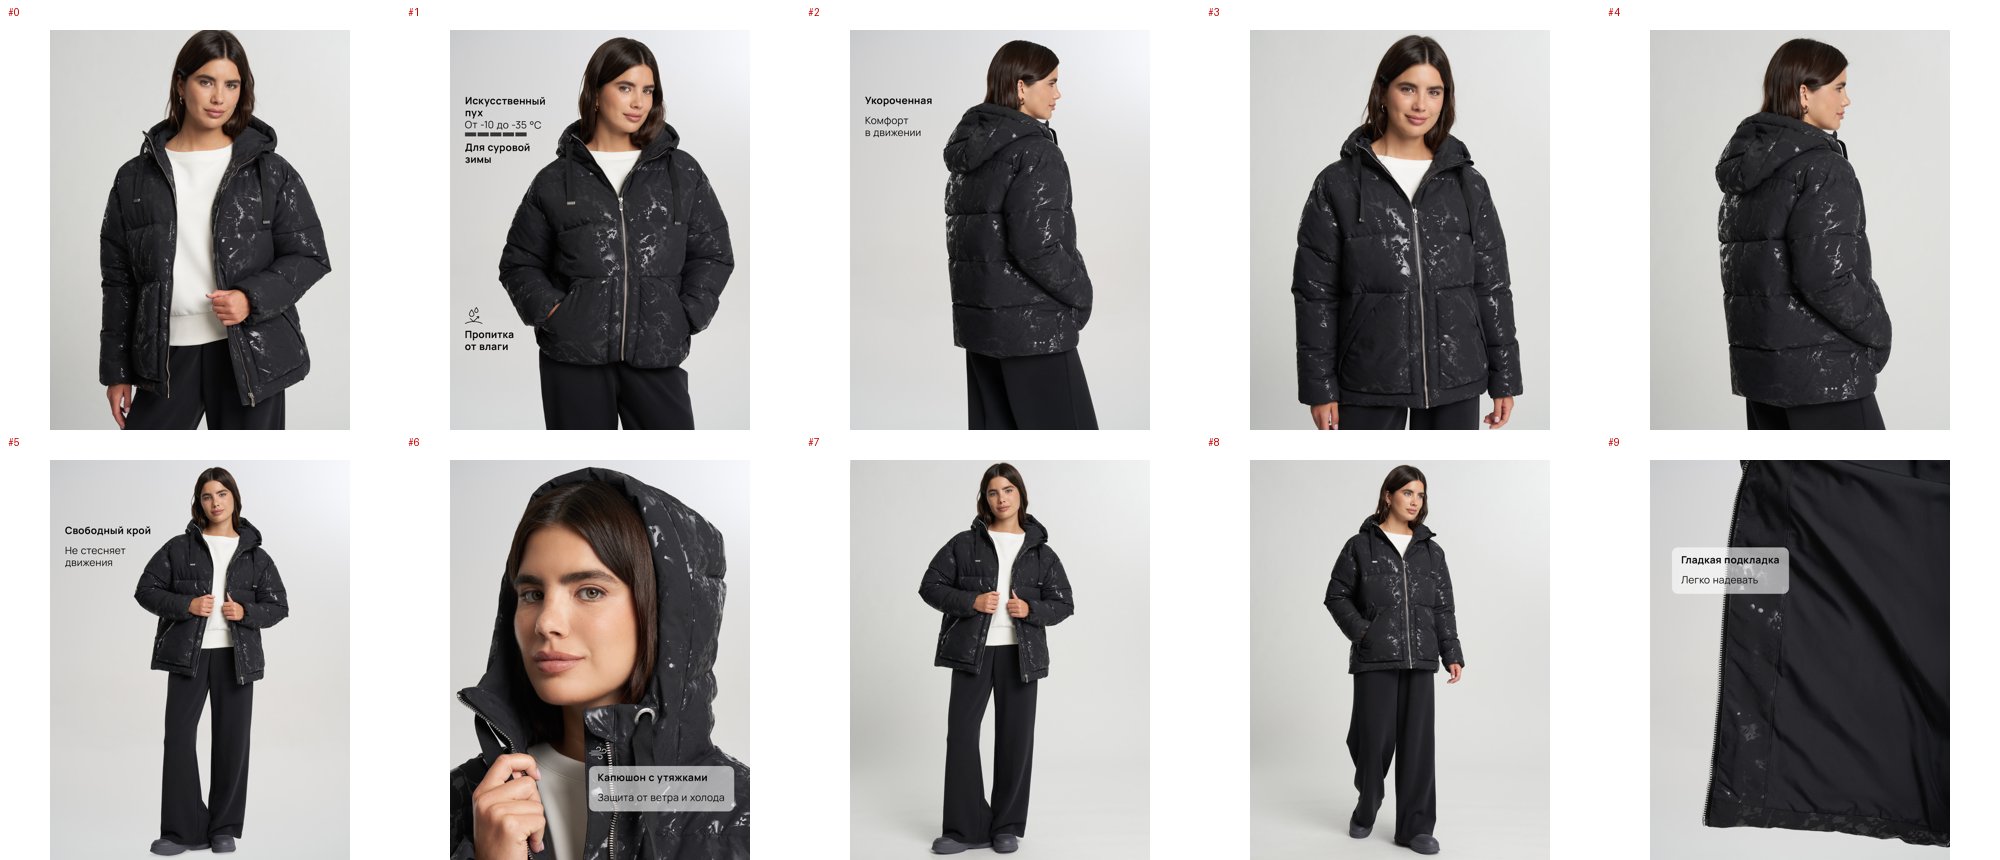 #0
#1
Искусственный
пух
От -10 до -35 °C
Для суровой
зимы
Пропитка
от влаги
#2
Укороченная
Комфорт
в движении
#3
#4
#5
Свободный крой
Не стесняет
движения
#6
Капюшон с утяжками
Защита от ветра и холода
#7
#8
#9
Гладкая подкладка
Легко надевать